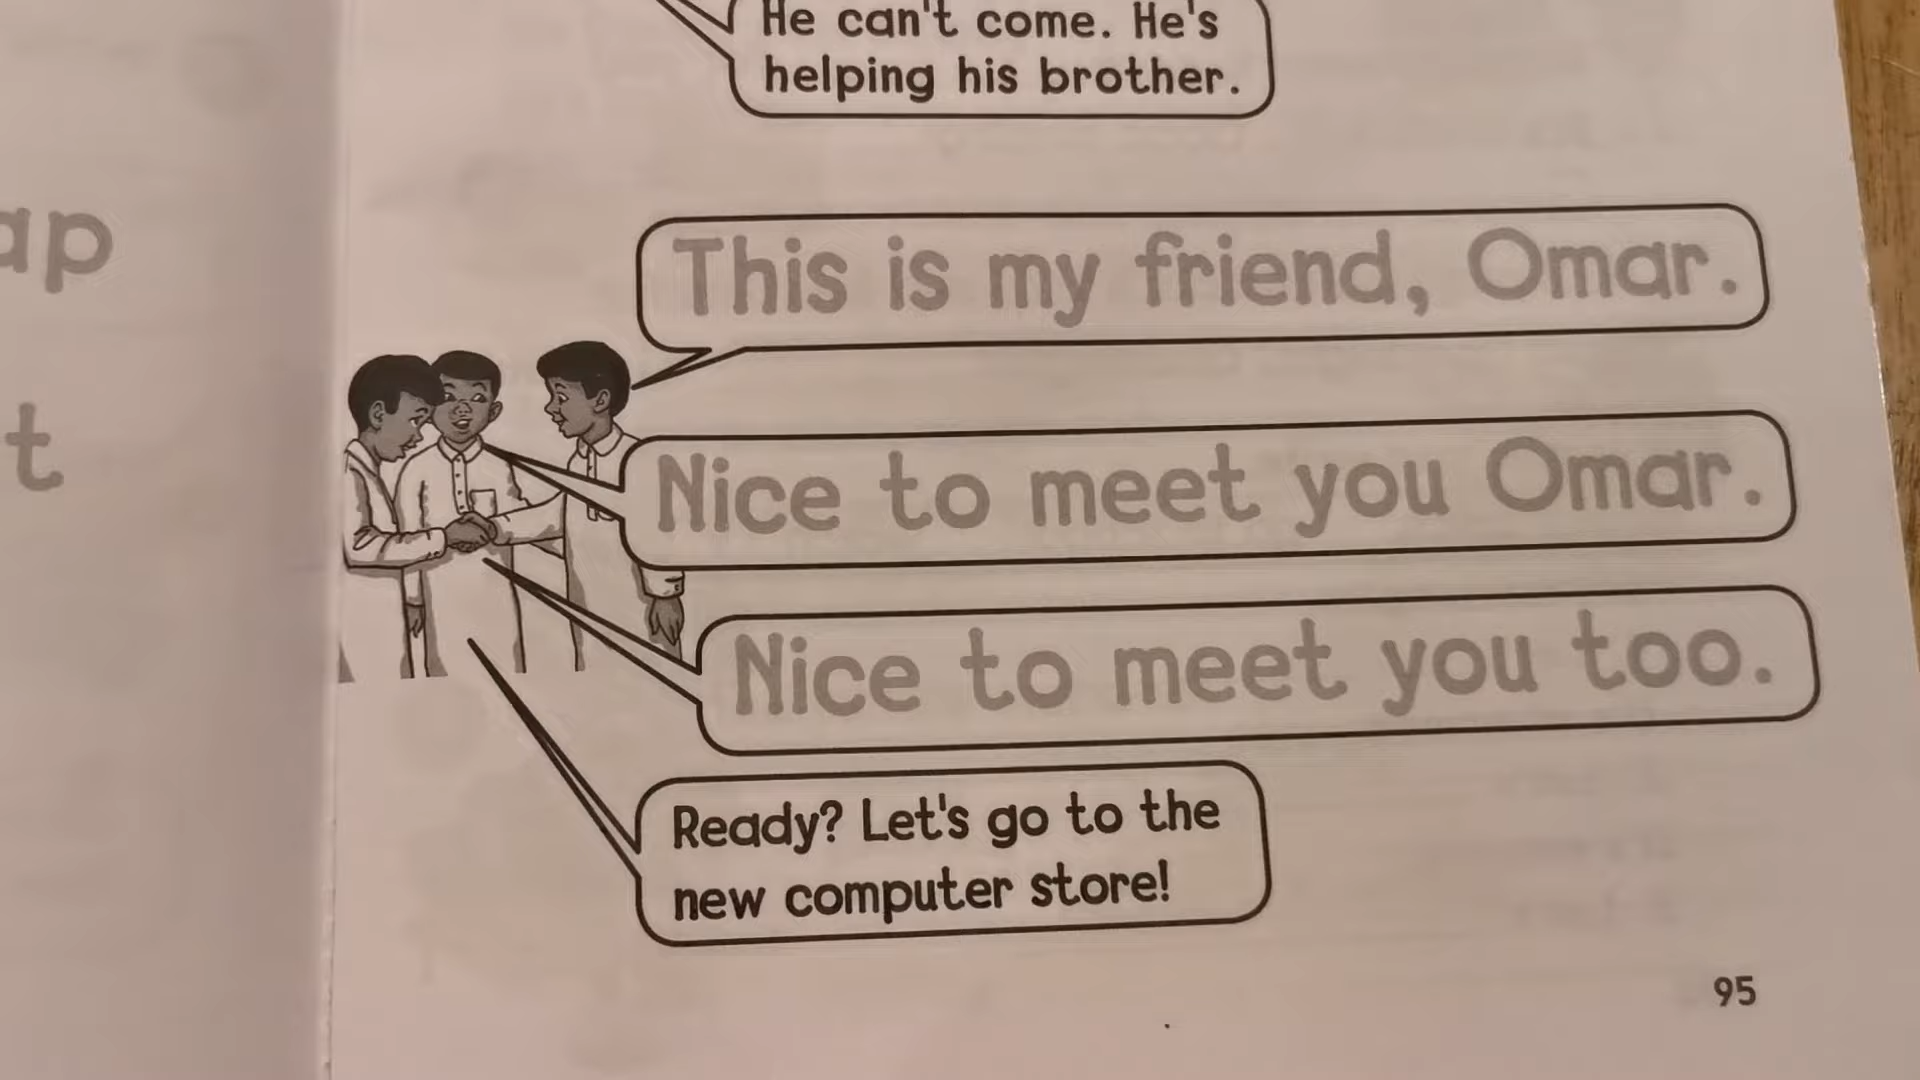 He can't come. He's
helping his brother.
ap
t
This is my friend, Omar.
Nice to meet you Omar.
Nice to meet you too.
Ready? Let's go to the
new computer store!
95